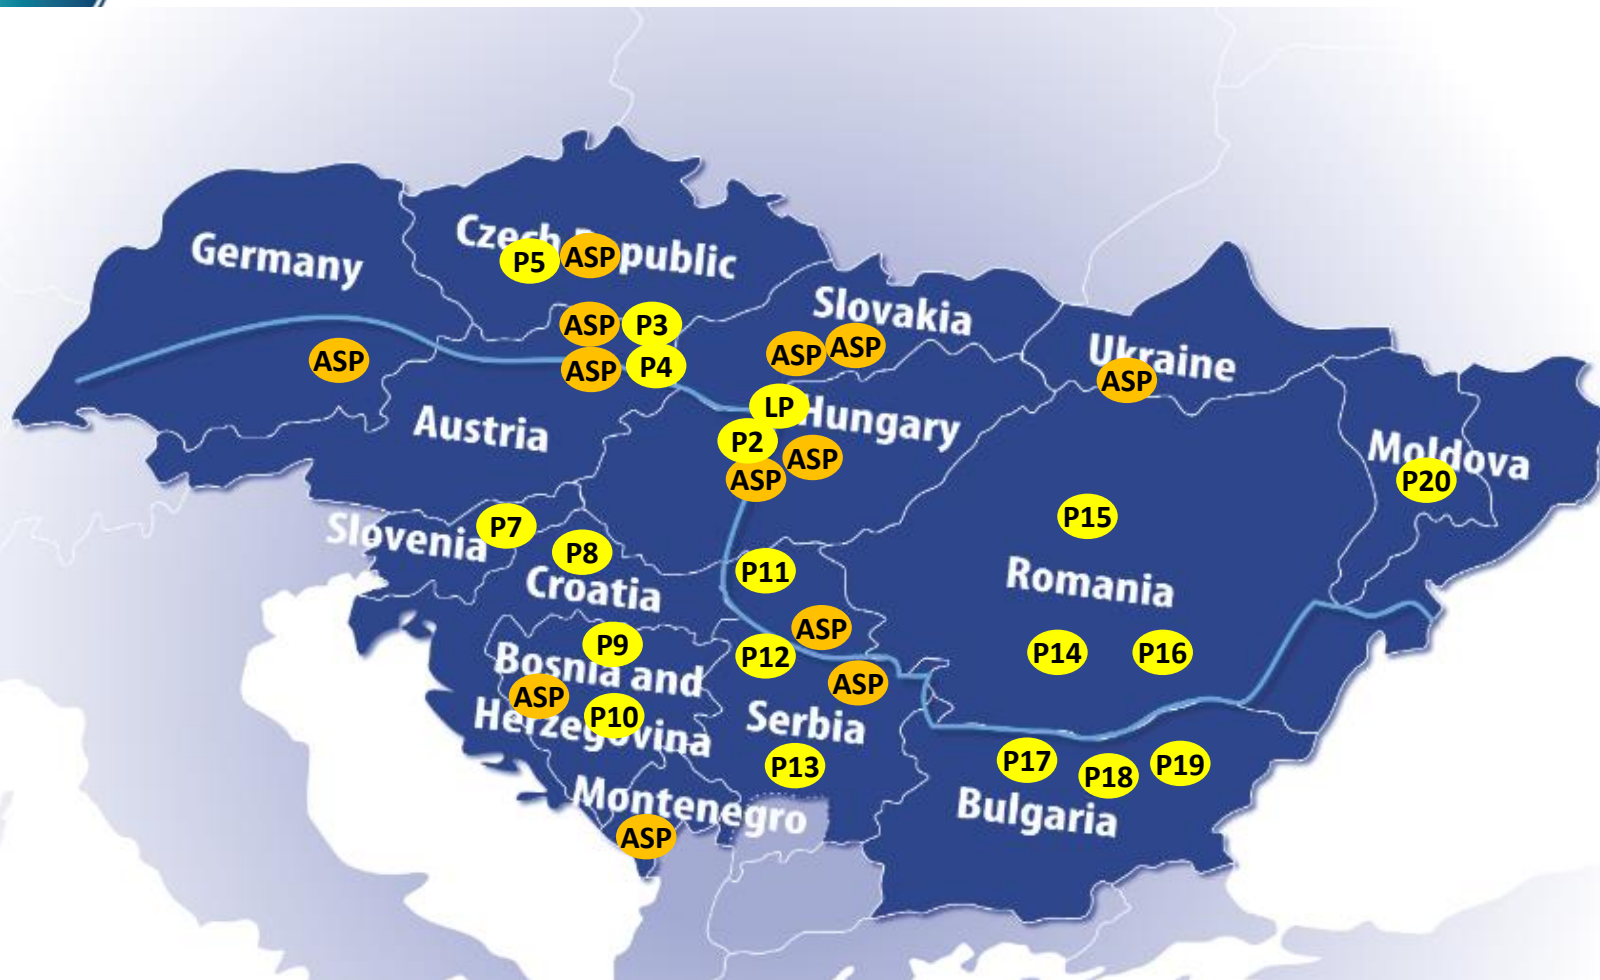 Germany
Czech Republic
P5
ASP
ASP
P3
ASP
P4
ASP
Austria
Slovakia
ASP
ASP
Ukraine
ASP
LP
Hungary
P2
ASP
ASP
Moldova
P20
Slovenia
P7
P8
Croatia
P11
P15
Romania
P14
P16
P9
Bosnia and
Herzegovina
ASP
P10
ASP
P12
ASP
Serbia
P13
Montenegro
ASP
P17
P18
P19
Bulgaria